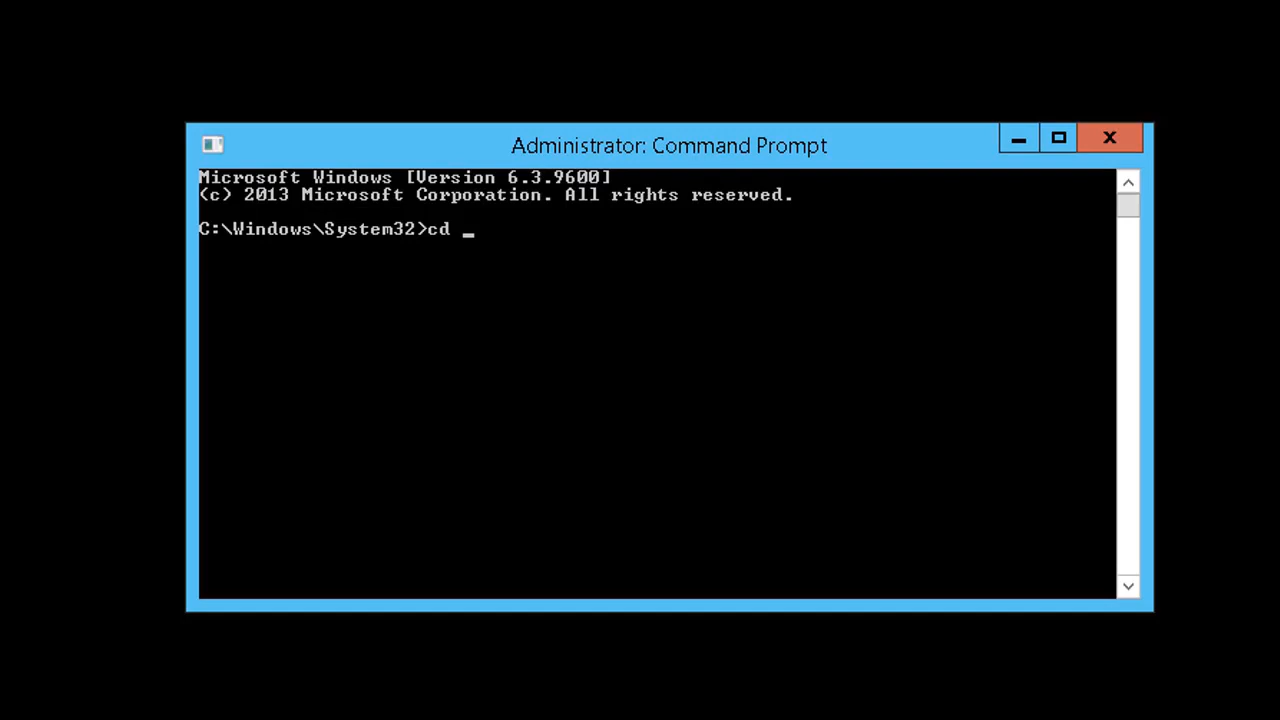 Administrator: Command Prompt
Microsoft Windows [Version 6.3.9600]
(c) 2013 Microsoft Corporation. All rights reserved.
C:\Windows\System32>cd _